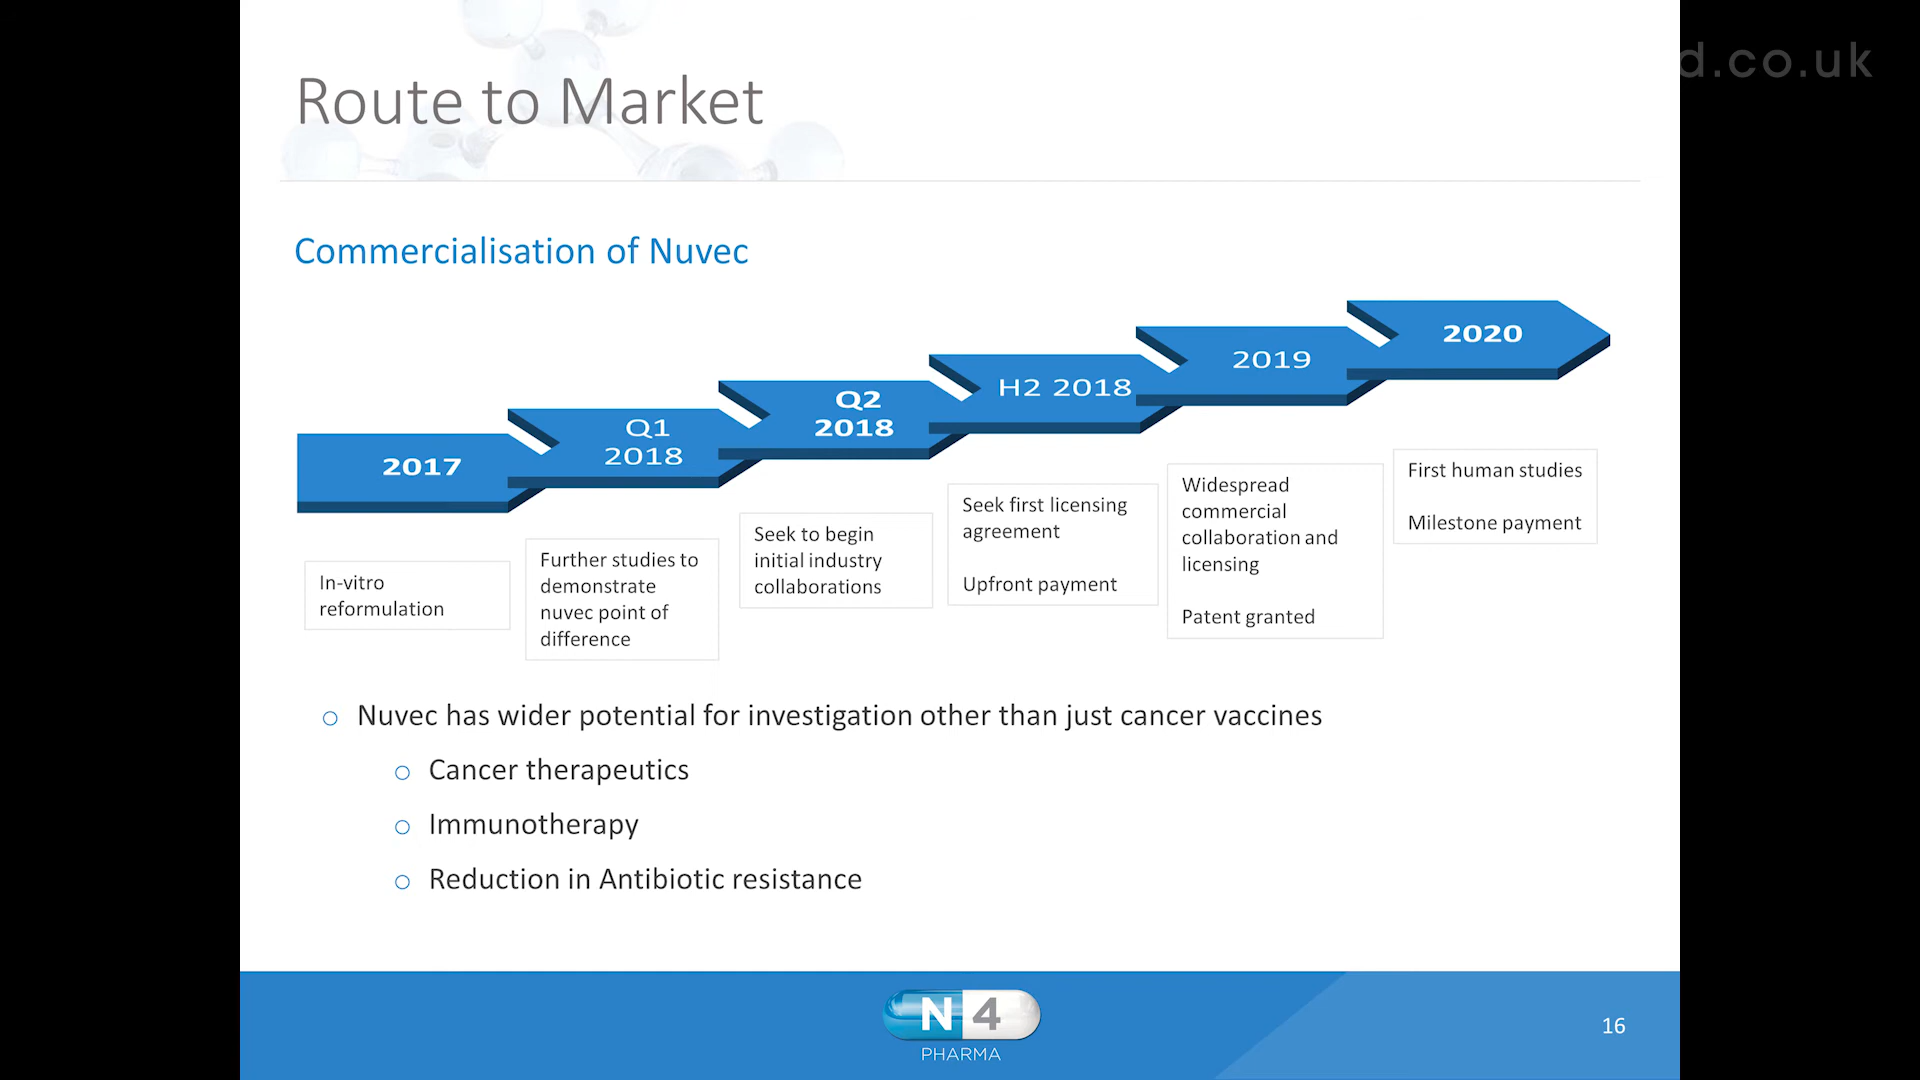 d.co.uk
Route to Market
Commercialisation of Nuvec
2017
Q1
2018
Q2
2018
H2 2018
2019
2020
In-vitro
reformulation
Further studies to
demonstrate
nuvec point of
difference
Seek to begin
initial industry
collaborations
Seek first licensing
agreement
Upfront payment
Widespread
commercial
collaboration and
licensing
Patent granted
First human studies
Milestone payment
Nuvec has wider potential for investigation other than just cancer vaccines
Cancer therapeutics
Immunotherapy
Reduction in Antibiotic resistance
N4
PHARMA
16